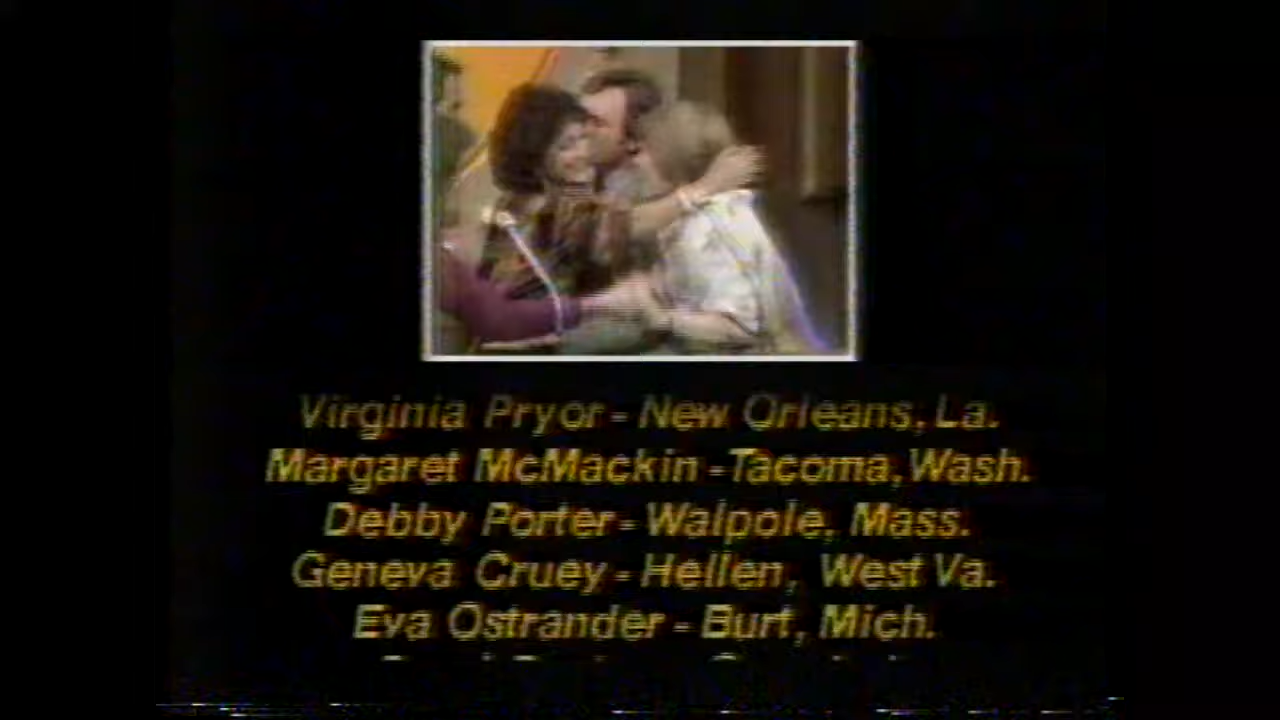 Virginia Pryor - New Orleans, La.
Margaret McMackin - Tacoma, Wash.
Debby Porter - Walpole, Mass.
Geneva Cruey - Hellen, West Va.
Eva Ostrander - Burt, Mich.